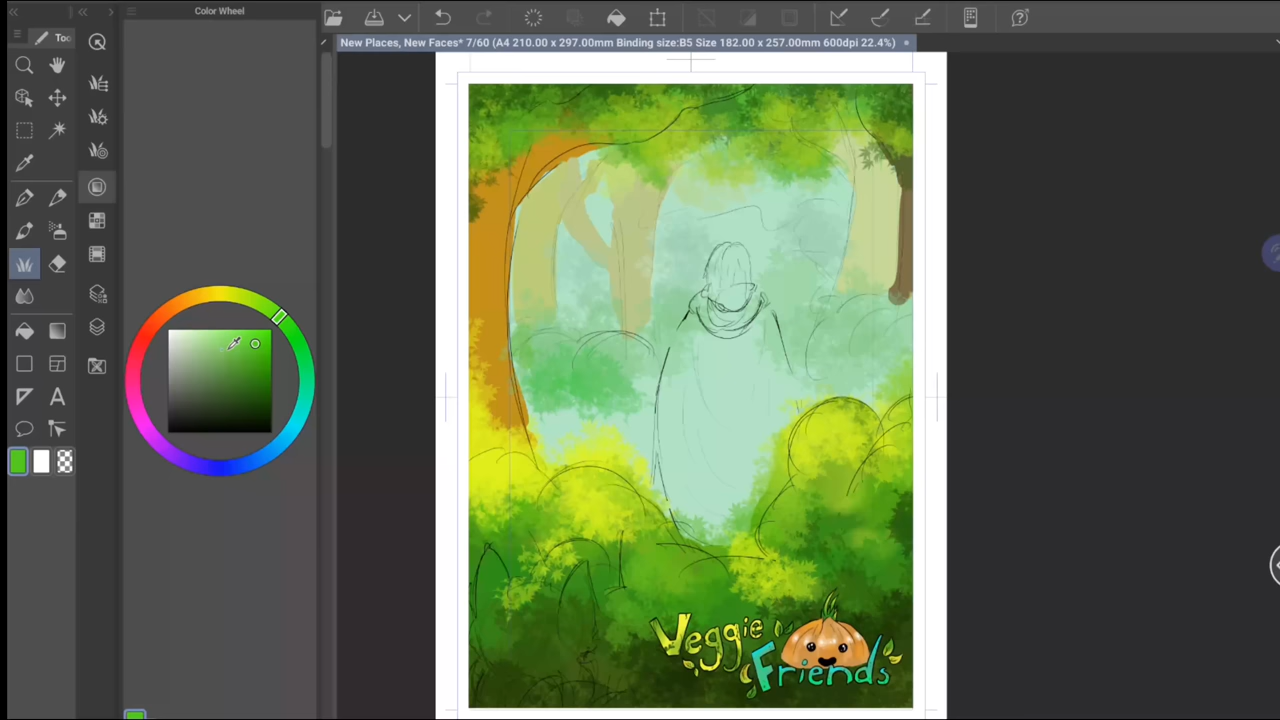 Color Wheel
Too
New Places, New Faces* 7/60 (A4 210.00 x 297.00mm Binding size:B5 Size 182.00 x 257.00mm 600dpi 22.4%)
A
Veggie
Friends